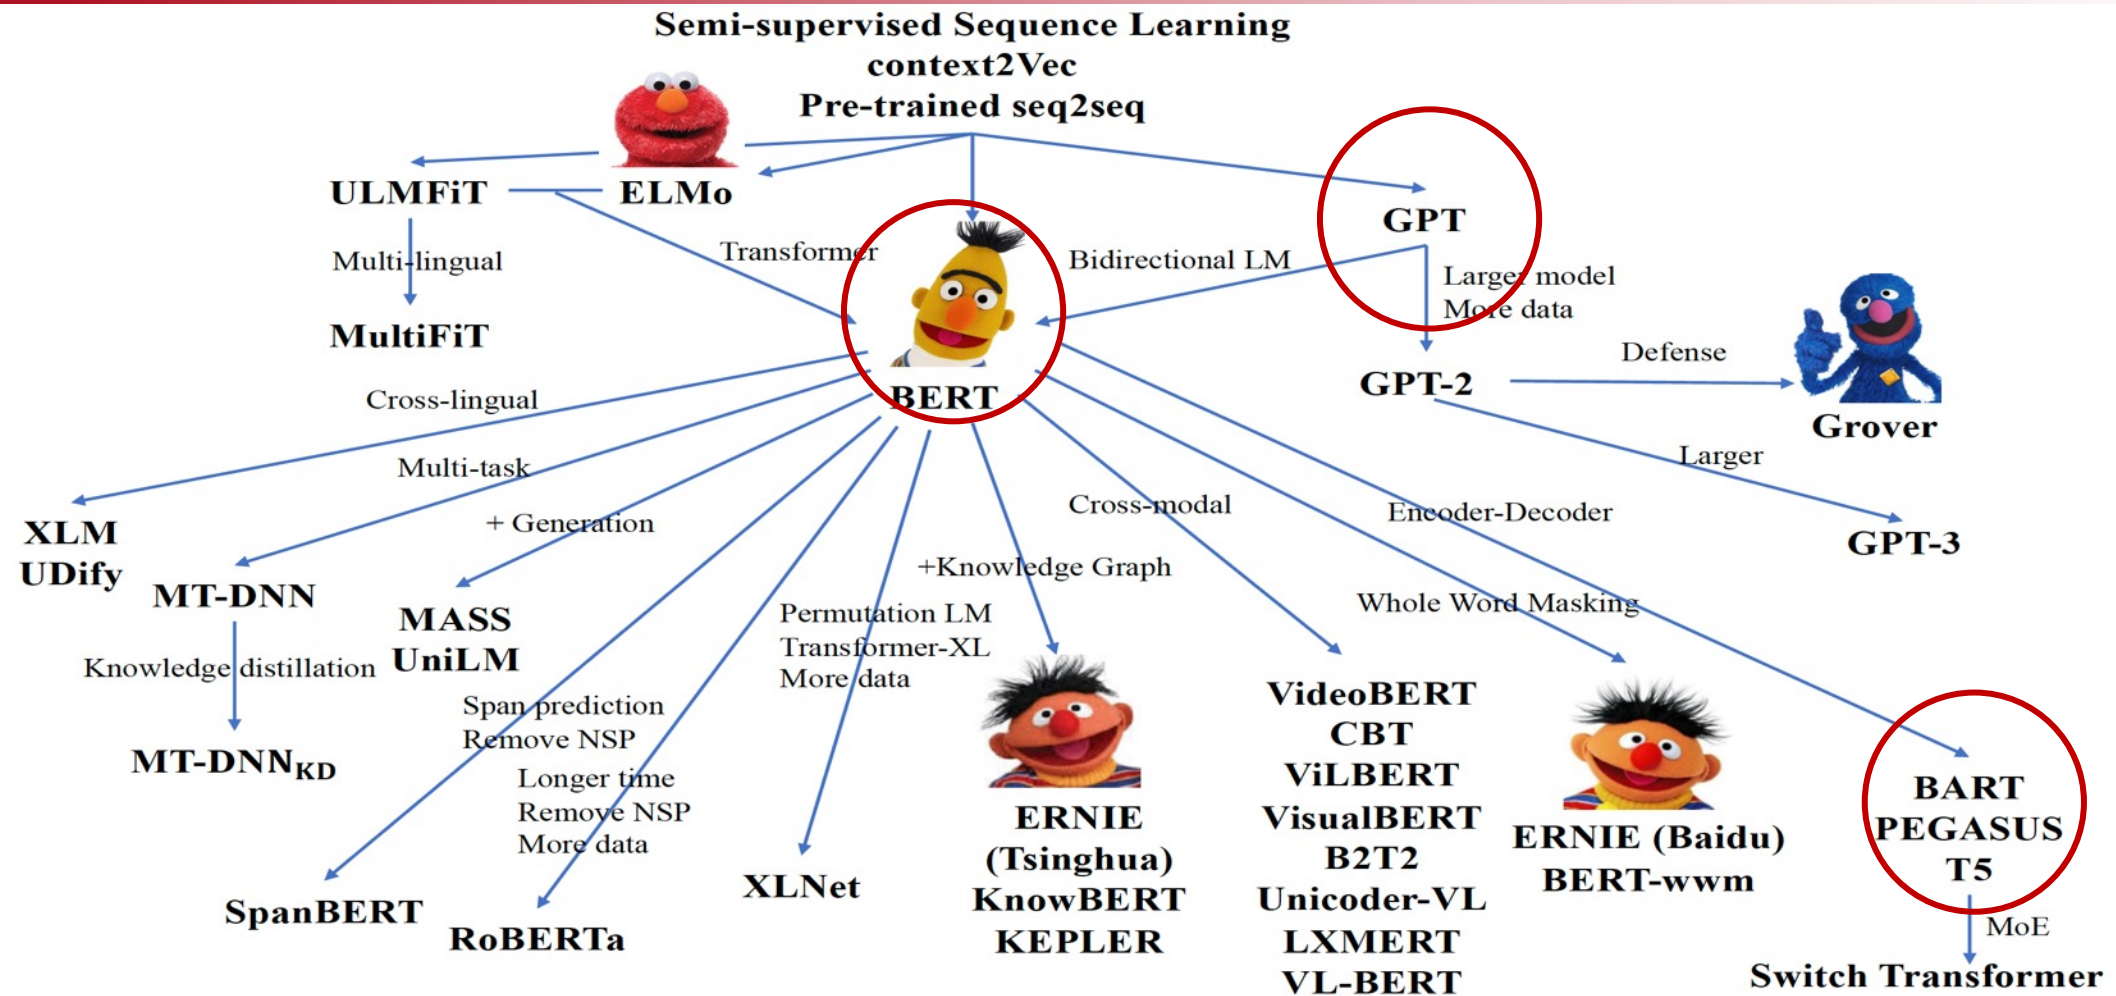 Semi-supervised Sequence Learning
context2Vec
Pre-trained seq2seq
ULMFiT
ELMo
GPT
Multi-lingual
Transformer
Bidirectional LM
Larger model
More data
MultiFiT
BERT
GPT-2
Defense
Grover
Cross-lingual
Larger
Multi-task
+ Generation
Cross-modal
Encoder-Decoder
GPT-3
XLM
UDify
MT-DNN
+Knowledge Graph
Whole Word Masking
MASS
UniLM
Permutation LM
Transformer-XL
More data
Knowledge distillation
Span prediction
Remove NSP
MT-DNNKD
Longer time
Remove NSP
More data
SpanBERT
RoBERTa
XLNet
ERNIE
(Tsinghua)
KnowBERT
KEPLER
VideoBERT
CBT
ViLBERT
VisualBERT
B2T2
Unicoder-VL
LXMERT
VL-BERT
ERNIE (Baidu)
BERT-wwm
BART
PEGASUS
T5
MoE
Switch Transformer